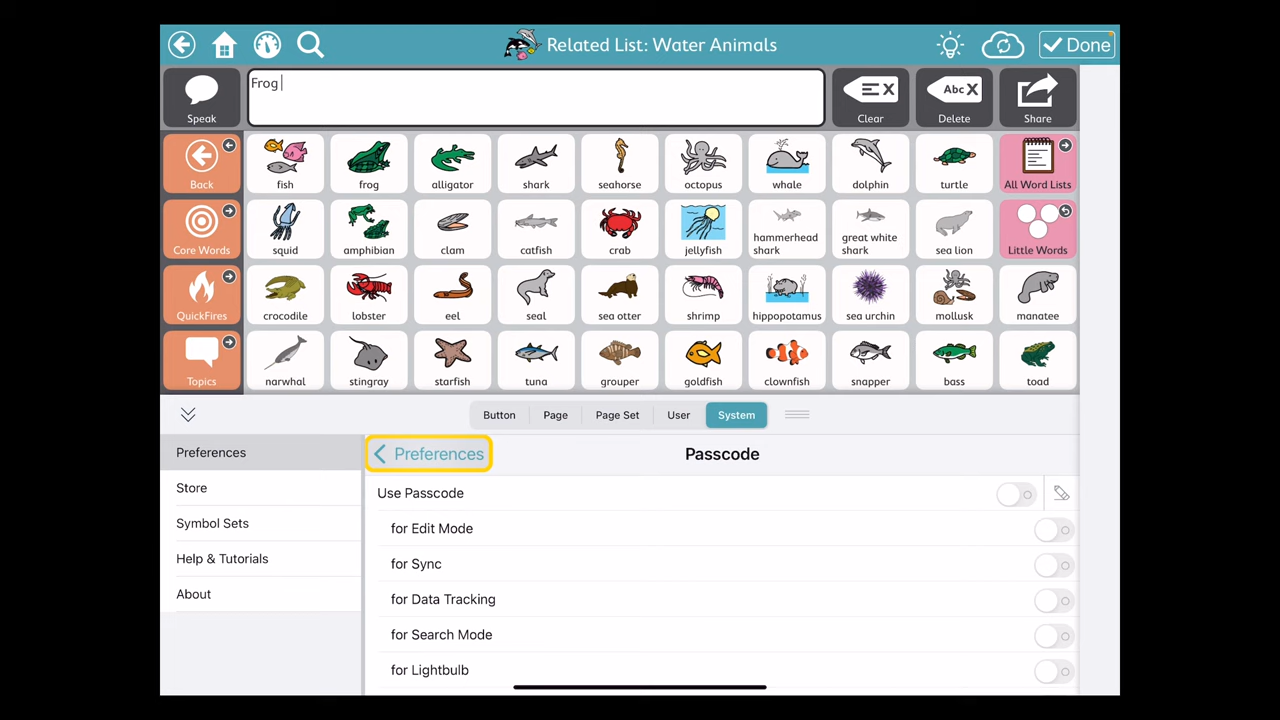 Related List: Water Animals
Done
Speak
Frog
Clear
Abc X
Delete
Share
Back
fish
frog
alligator
shark
seahorse
octopus
whale
dolphin
turtle
All Word Lists
Core Words
squid
amphibian
clam
catfish
crab
jellyfish
hammerhead
shark
great white
shark
sea lion
Little Words
QuickFires
crocodile
lobster
eel
seal
sea otter
shrimp
hippopotamus
sea urchin
mollusk
manatee
Topics
narwhal
stingray
starfish
tuna
grouper
goldfish
clownfish
snapper
bass
toad
Button
Page
Page Set
User
System
Preferences
Store
Symbol Sets
Help & Tutorials
About
Preferences
Passcode
Use Passcode
for Edit Mode
for Sync
for Data Tracking
for Search Mode
for Lightbulb